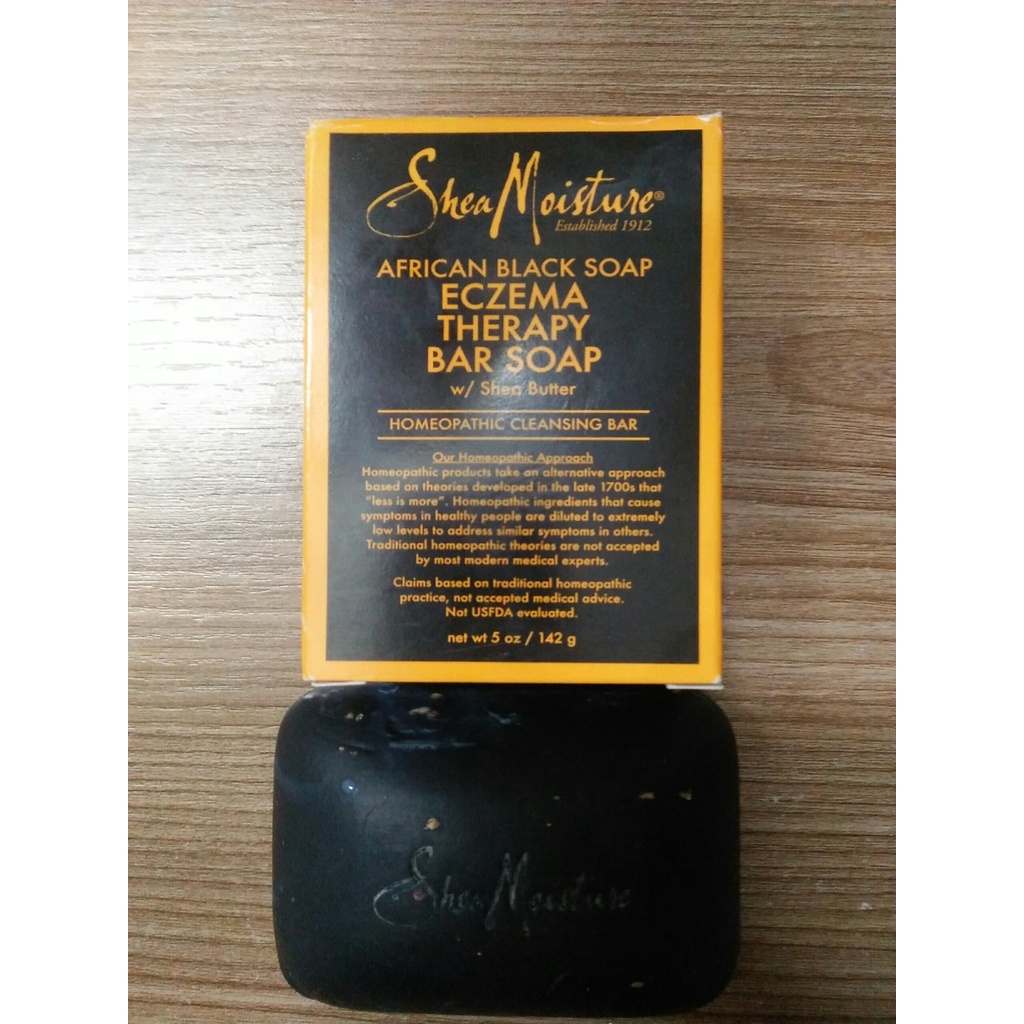 Shea Moisture®
Established 1912
AFRICAN BLACK SOAP
ECZEMA
THERAPY
BAR SOAP
w/ Shea Butter
HOMEOPATHIC CLEANSING BAR
Our Homeopathic Approach
Homeopathic products take an alternative approach
based on theories developed in the late 1700s that
"less is more". Homeopathic ingredients that cause
symptoms in healthy people are diluted to extremely
low levels to address similar symptoms in others.
Traditional homeopathic theories are not accepted
by most modern medical experts.
Claims based on traditional homeopathic
practice, not accepted medical advice.
Not USFDA evaluated.
net wt 5 oz / 142 g
Shea Moisture